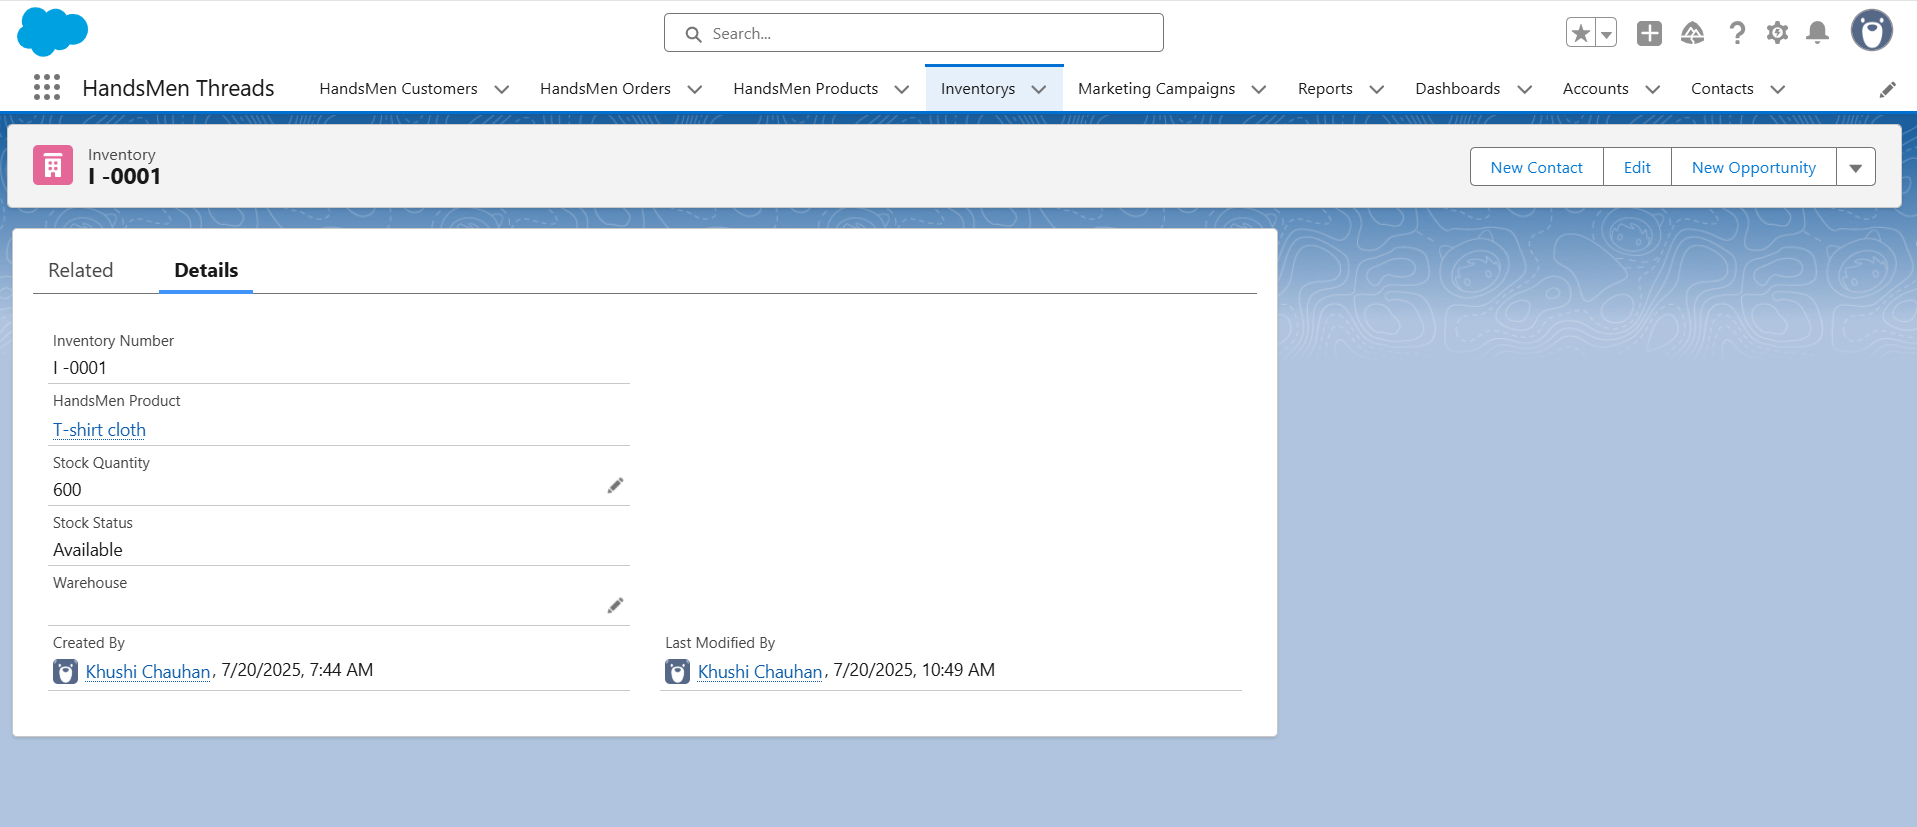 Search...
HandsMen Threads HandsMen Customers HandsMen Orders HandsMen Products Inventorys Marketing Campaigns Reports Dashboards Accounts Contacts
Inventory
I -0001
New Contact Edit New Opportunity
Related Details
Inventory Number
I -0001
HandsMen Product
T-shirt cloth
Stock Quantity
600
Stock Status
Available
Warehouse
Created By
Khushi Chauhan, 7/20/2025, 7:44 AM
Last Modified By
Khushi Chauhan, 7/20/2025, 10:49 AM